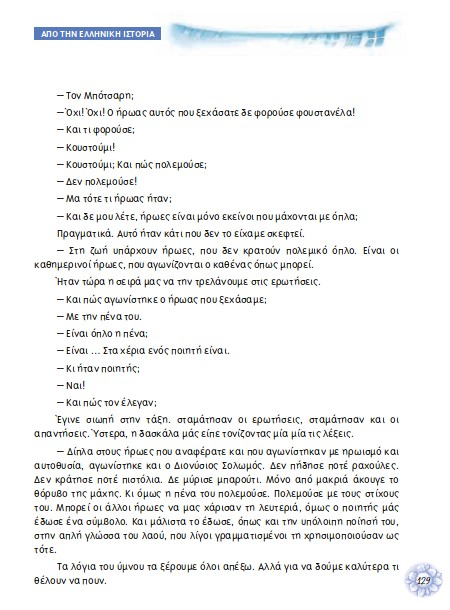 ΑΠΟ ΤΗΝ ΕΛΛΗΝΙΚΗ ΙΣΤΟΡΙΑ
— Τον Μπότσαρη;
— Όχι! Όχι! Ο ήρωας αυτός που ξεχάσατε δε φορούσε φουστανέλα!
— Και τι φορούσε;
— Κουστούμι!
— Κουστούμι; Και πώς πολεμούσε;
— Δεν πολεμούσε!
— Μα τότε τι ήρωας ήταν;
— Και δε μου λέτε, ήρωες είναι μόνο εκείνοι που μάχονται με όπλα;
Πραγματικά. Αυτό ήταν κάτι που δεν το είχαμε σκεφτεί.
— Στη ζωή υπάρχουν ήρωες, που δεν κρατούν πολεμικό όπλο. Είναι οι
καθημερινοί ήρωες, που αγωνίζονται ο καθένας όπως μπορεί.
Ήταν τώρα η σειρά μας να την τρελάνουμε στις ερωτήσεις.
— Και πώς αγωνίστηκε ο ήρωας που ξεχάσαμε;
— Με την πένα του.
— Είναι όπλο η πένα;
— Είναι ... Στα χέρια ενός ποιητή είναι.
— Κι ήταν ποιητής;
— Ναι!
— Και πώς τον έλεγαν;
Έγινε σιωπή στην τάξη. σταμάτησαν οι ερωτήσεις, σταμάτησαν και οι
απαντήσεις. Ύστερα, η δασκάλα μάς είπε τονίζοντας μία μία τις λέξεις.
— Δίπλα στους ήρωες που αναφέρατε και που αγωνίστηκαν με ηρωισμό και
αυτοθυσία, αγωνίστηκε και ο Διονύσιος Σολωμός. Δεν πήδησε ποτέ ραχούλες.
Δεν κράτησε ποτέ πιστόλια. Δε μύρισε μπαρούτι. Μόνο από μακριά άκουγε το
θόρυβο της μάχης. Κι όμως η πένα του πολεμούσε. Πολεμούσε με τους στίχους
του. Μπορεί οι άλλοι ήρωες να μας χάρισαν τη λευτεριά, όμως ο ποιητής μάς
έδωσε ένα σύμβολο. Και μάλιστα το έδωσε, όπως και την υπόλοιπη ποίησή του,
στην απλή γλώσσα του λαού, που λίγοι γραμματισμένοι τη χρησιμοποιούσαν ως
τότε.
Τα λόγια του ύμνου τα ξέρουμε όλοι απέξω. Αλλά για να δούμε καλύτερα τι
θέλουν να πουν.
129